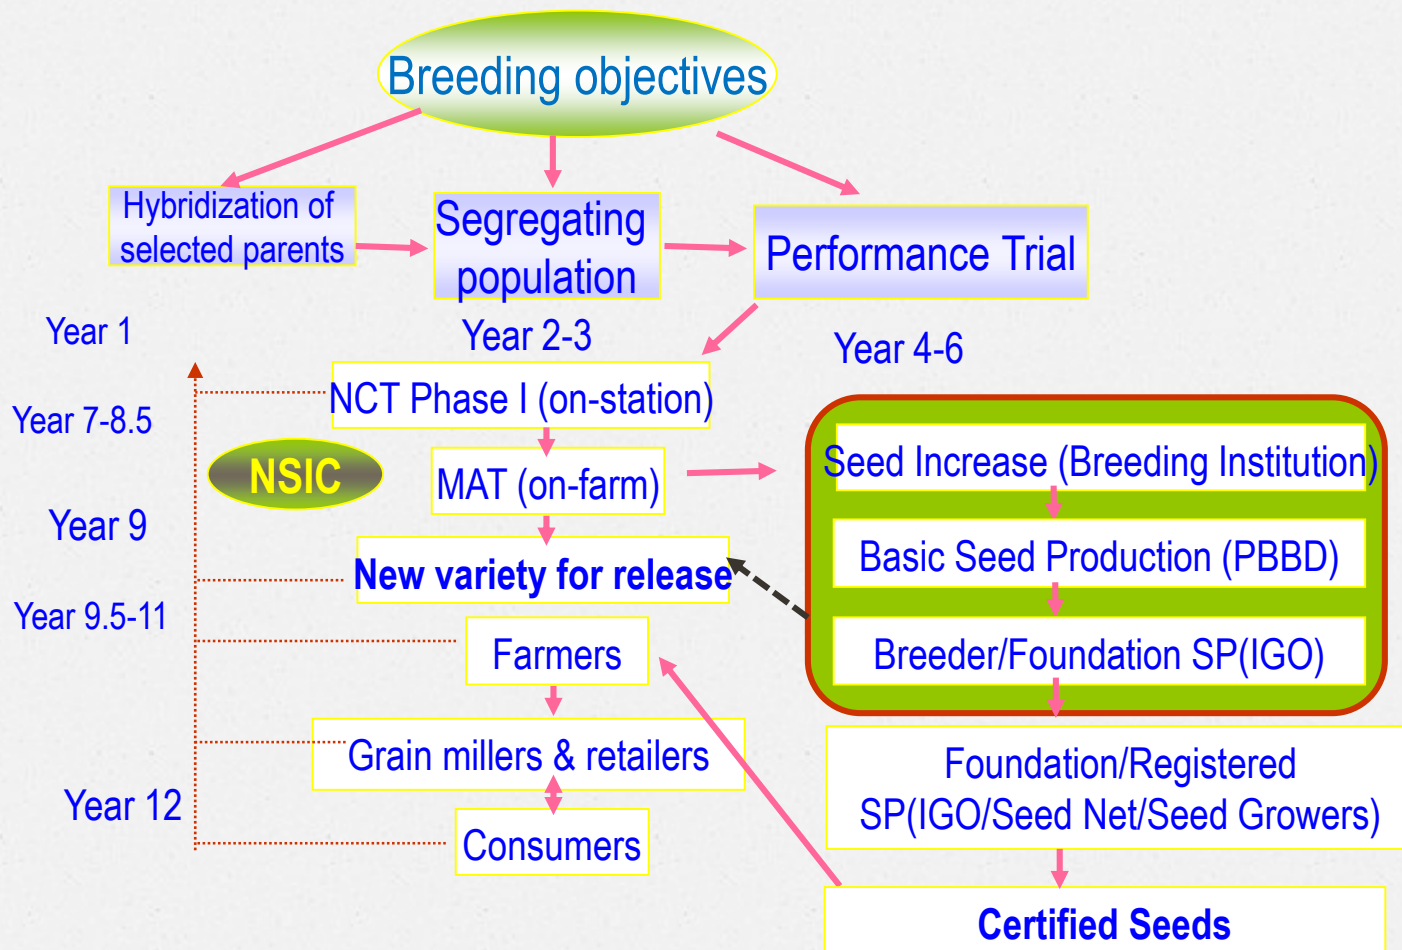 Breeding objectives
Hybridization of
selected parents
Segregating
population
Performance Trial
Year 1
Year 2-3
Year 4-6
NCT Phase I (on-station)
Year 7-8.5
NSIC
MAT (on-farm)
Seed Increase (Breeding Institution)
Year 9
Basic Seed Production (PBBD)
New variety for release
Year 9.5-11
Farmers
Breeder/Foundation SP(IGO)
Grain millers & retailers
Foundation/Registered
SP(IGO/Seed Net/Seed Growers)
Year 12
Consumers
Certified Seeds